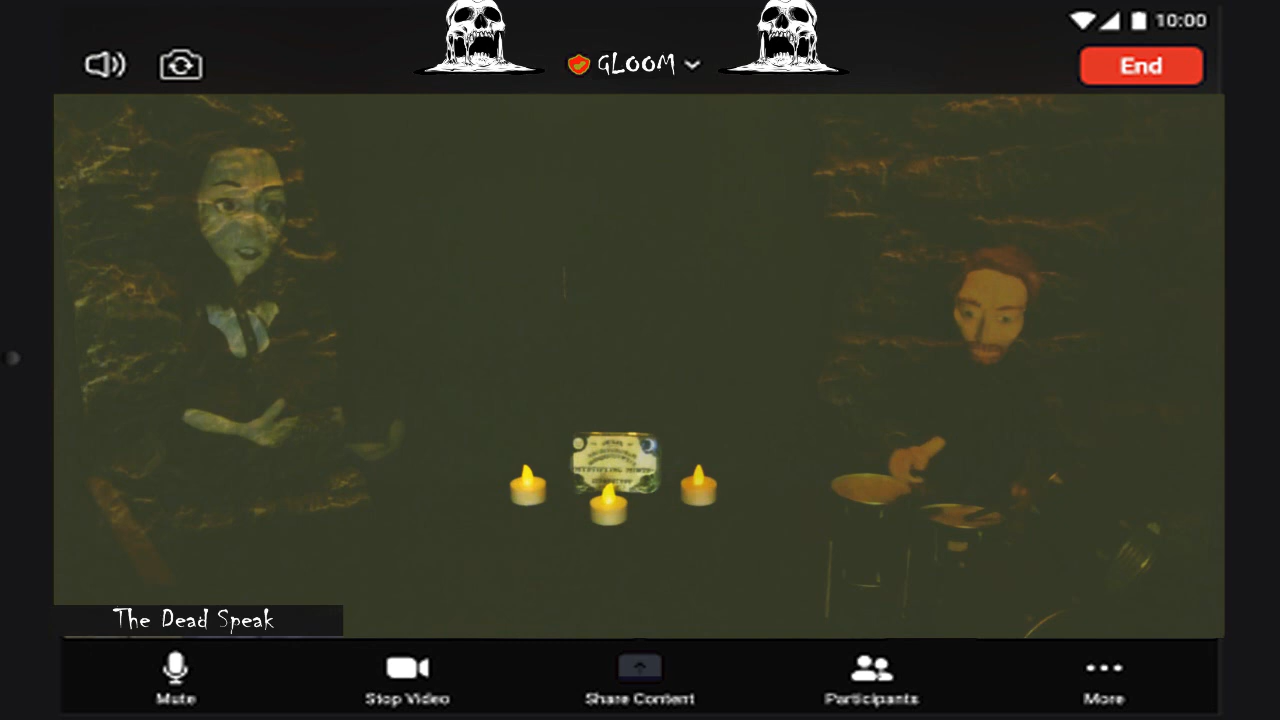 10:00
GLOOM
End
The Dead Speak
Mute
Stop Video
Share Content
Participants
More